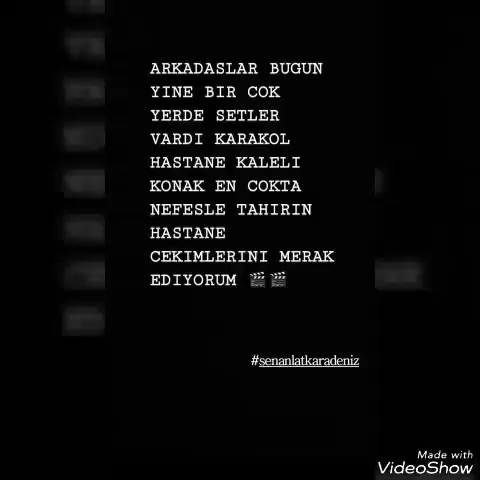 ARKADASLAR BUGUN
YINE BIR COK
YERDE SETLER
VARDI KARAKOL
HASTANE KALELI
KONAK EN COKTA
NEFESLE TAHIRIN
HASTANE
CEKIMLERINI MERAK
EDIYORUM 🎬🎬
#senanlatkaradeniz
Made with
VideoShow